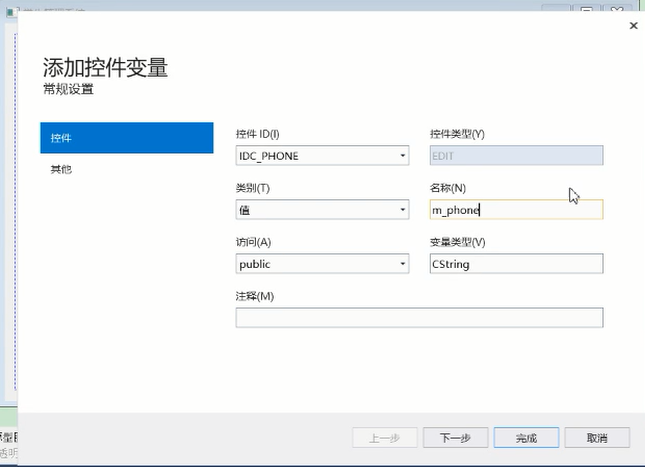 添加控件变量
常规设置
控件
其他
控件 ID(I)
控件类型(Y)
IDC_PHONE
EDIT
类别(T)
名称(N)
值
m_phone
访问(A)
变量类型(V)
public
CString
注释(M)
上一步
下一步
完成
取消
透明